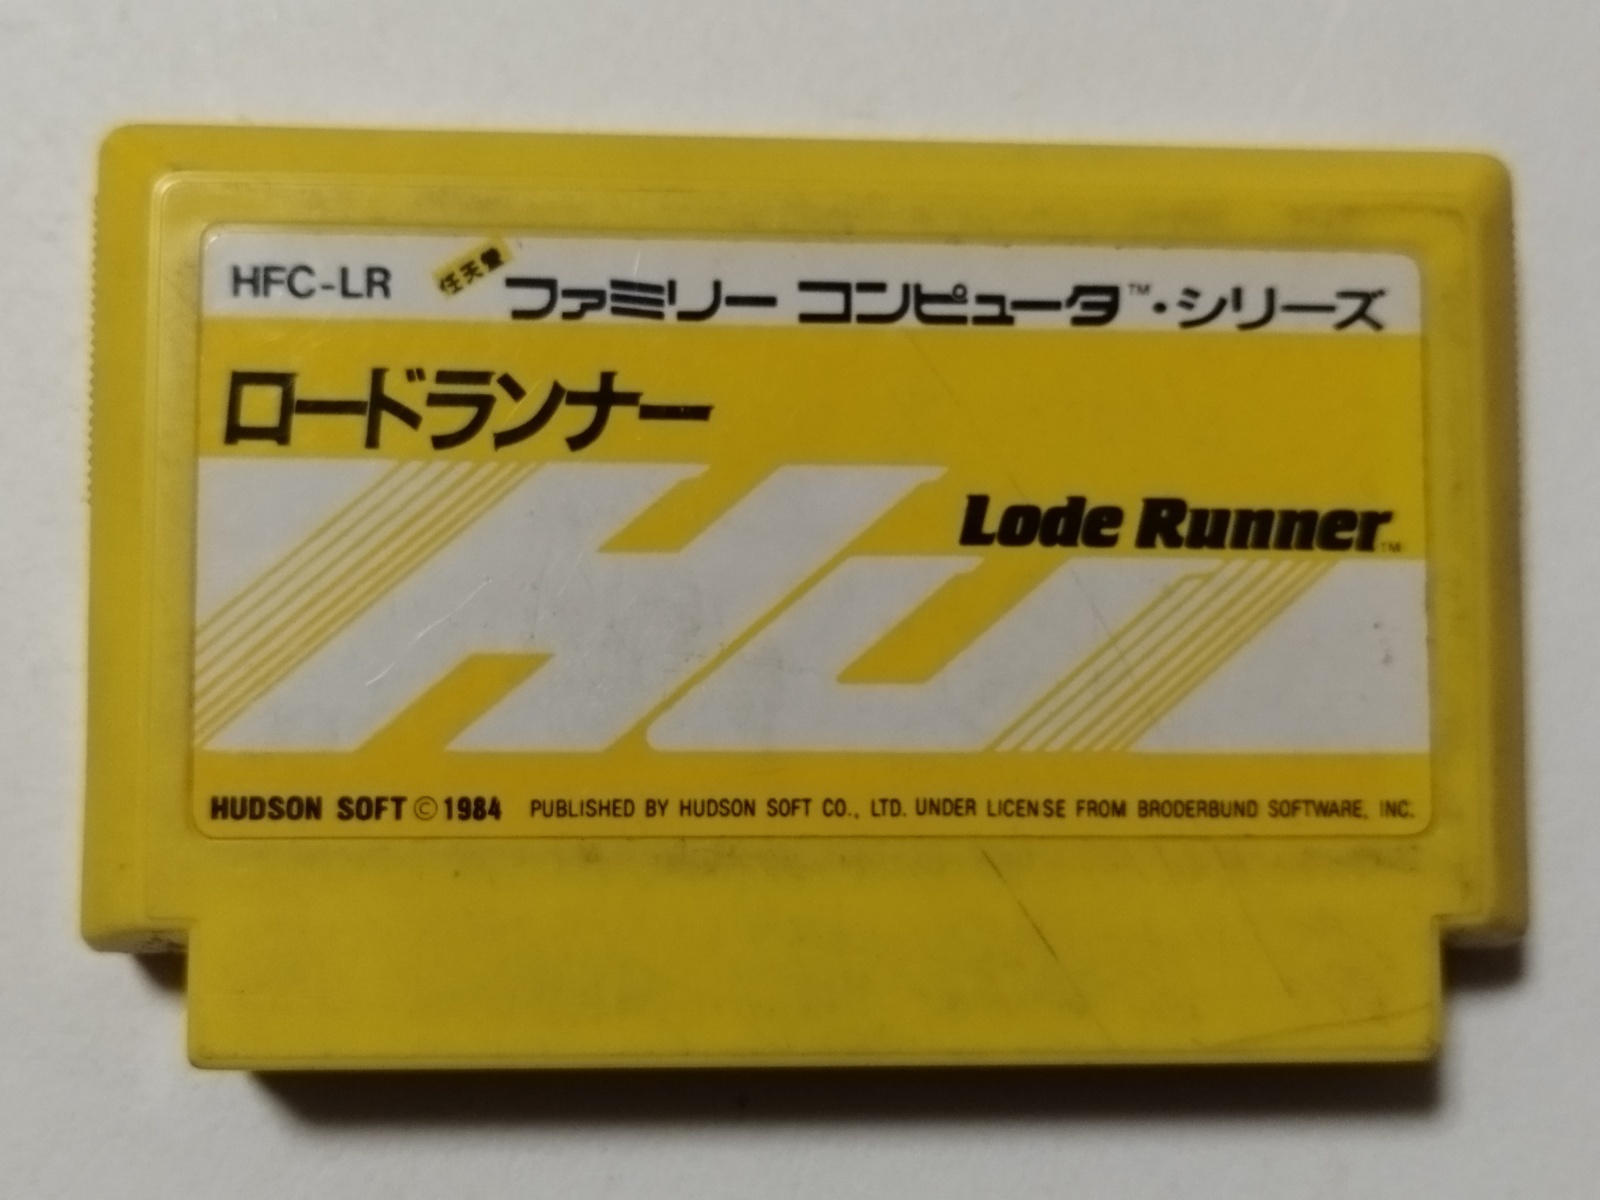 HFC-LR 任天堂 ファミリー コンピュータ™・シリーズ
ロードランナー
Lode Runner™
HU
HUDSON SOFT © 1984 PUBLISHED BY HUDSON SOFT CO., LTD. UNDER LICENSE FROM BRODERBUND SOFTWARE, INC.